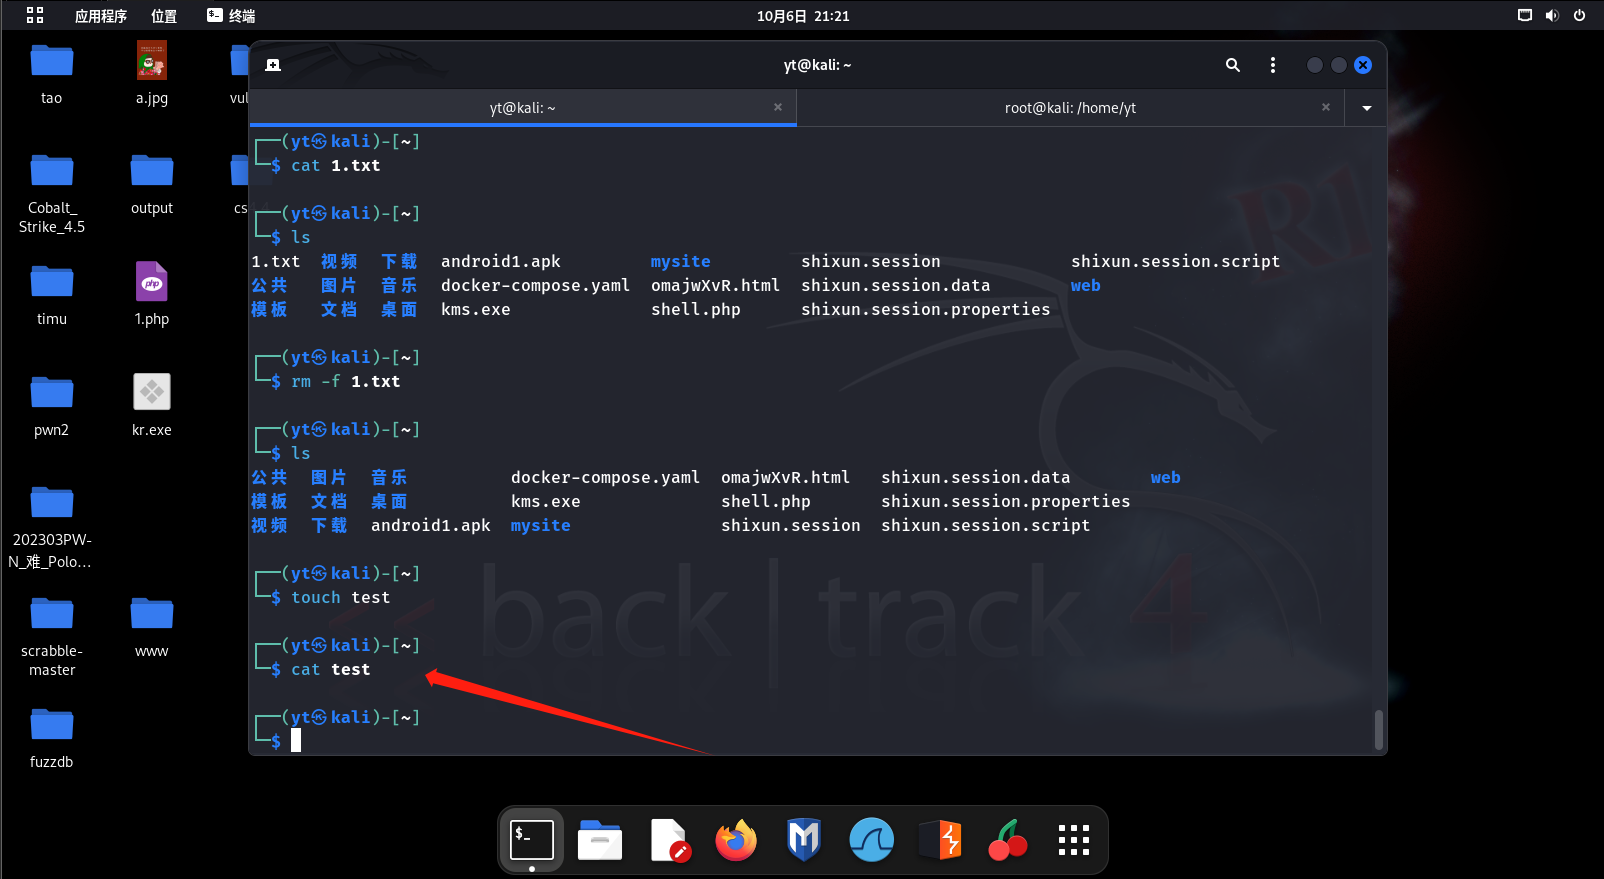 应用程序 位置 终端 10月6日 21:21
yt@kali: ~
yt@kali: ~ root@kali: /home/yt
tao
a.jpg
vul
Cobalt_
Strike_4.5
output
cs
timu
1.php
pwn2
kr.exe
202303PW-
N_难_Polo...
scrabble-
master
www
fuzzdb
php
┌──(yt㉿kali)-[~]
└─$ cat 1.txt
┌──(yt㉿kali)-[~]
└─$ ls
1.txt 视频 下载 android1.apk mysite shixun.session shixun.session.script
公共 图片 音乐 docker-compose.yaml omajwXvR.html shixun.session.data web
模板 文档 桌面 kms.exe shell.php shixun.session.properties
┌──(yt㉿kali)-[~]
└─$ rm -f 1.txt
┌──(yt㉿kali)-[~]
└─$ ls
公共 图片 音乐 docker-compose.yaml omajwXvR.html shixun.session.data web
模板 文档 桌面 kms.exe shell.php shixun.session.properties
视频 下载 android1.apk mysite shixun.session shixun.session.script
┌──(yt㉿kali)-[~]
└─$ touch test
┌──(yt㉿kali)-[~]
└─$ cat test
┌──(yt㉿kali)-[~]
└─$
back | track 4
$_
M